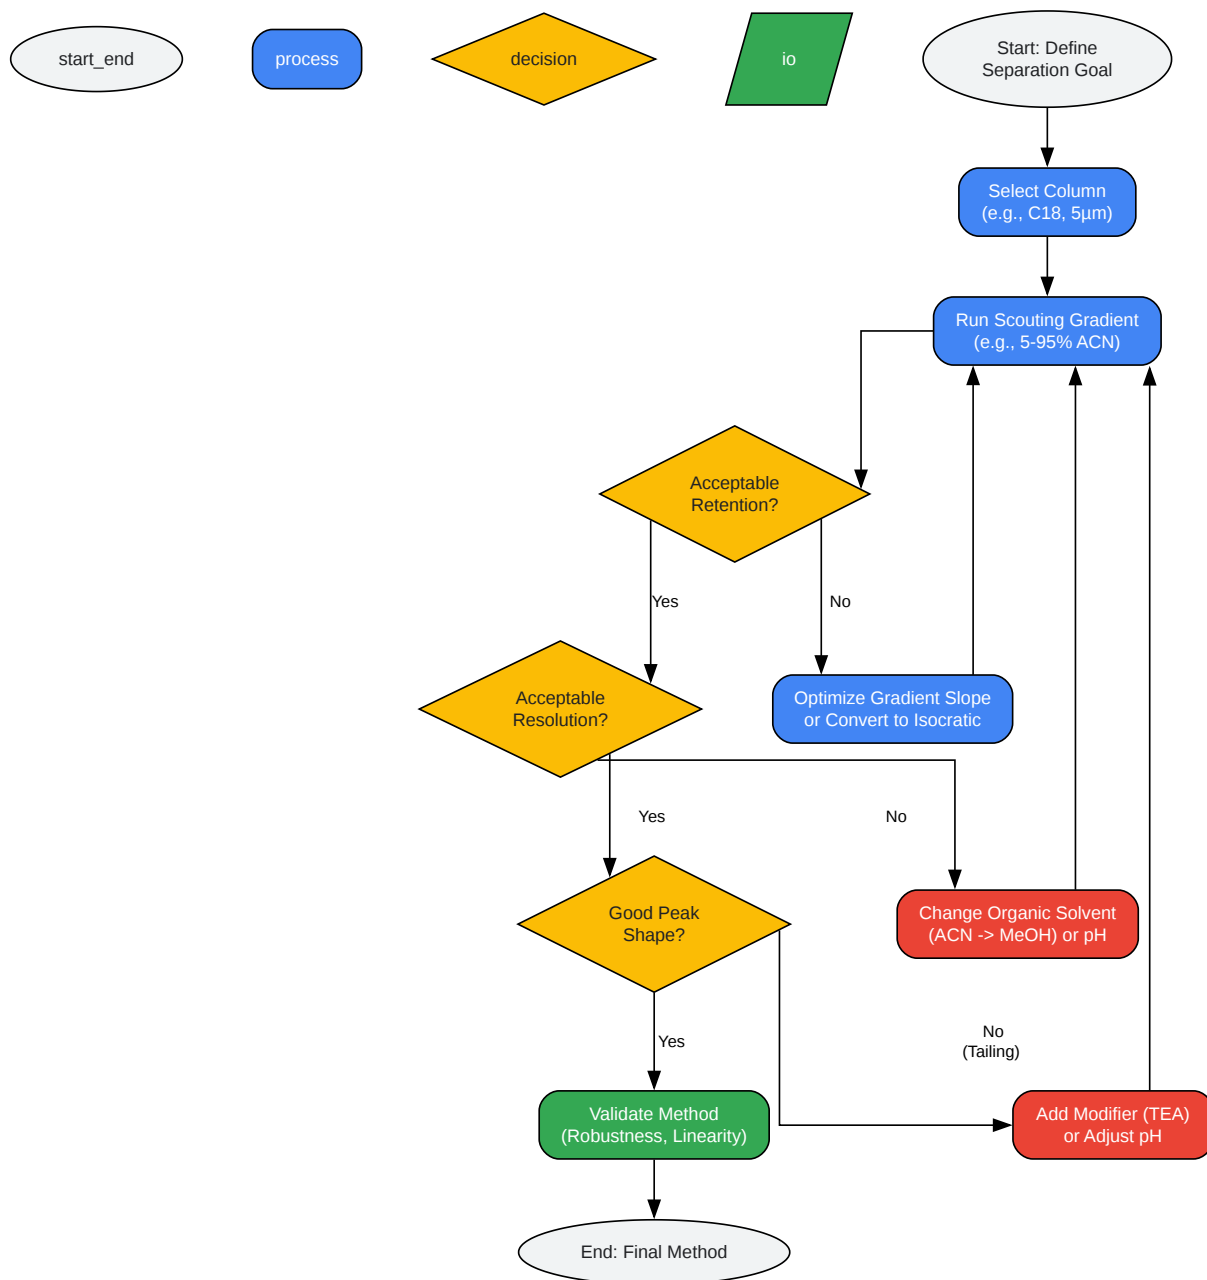 start_end
process
decision
io
Start: Define
Separation Goal
Select Column
(e.g., C18, 5µm)
Run Scouting Gradient
(e.g., 5-95% ACN)
Acceptable
Retention?
Yes
No
Acceptable
Resolution?
Optimize Gradient Slope
or Convert to Isocratic
Yes
No
Good Peak
Shape?
Change Organic Solvent
(ACN -> MeOH) or pH
Yes
No
(Tailing)
Validate Method
(Robustness, Linearity)
Add Modifier (TEA)
or Adjust pH
End: Final Method